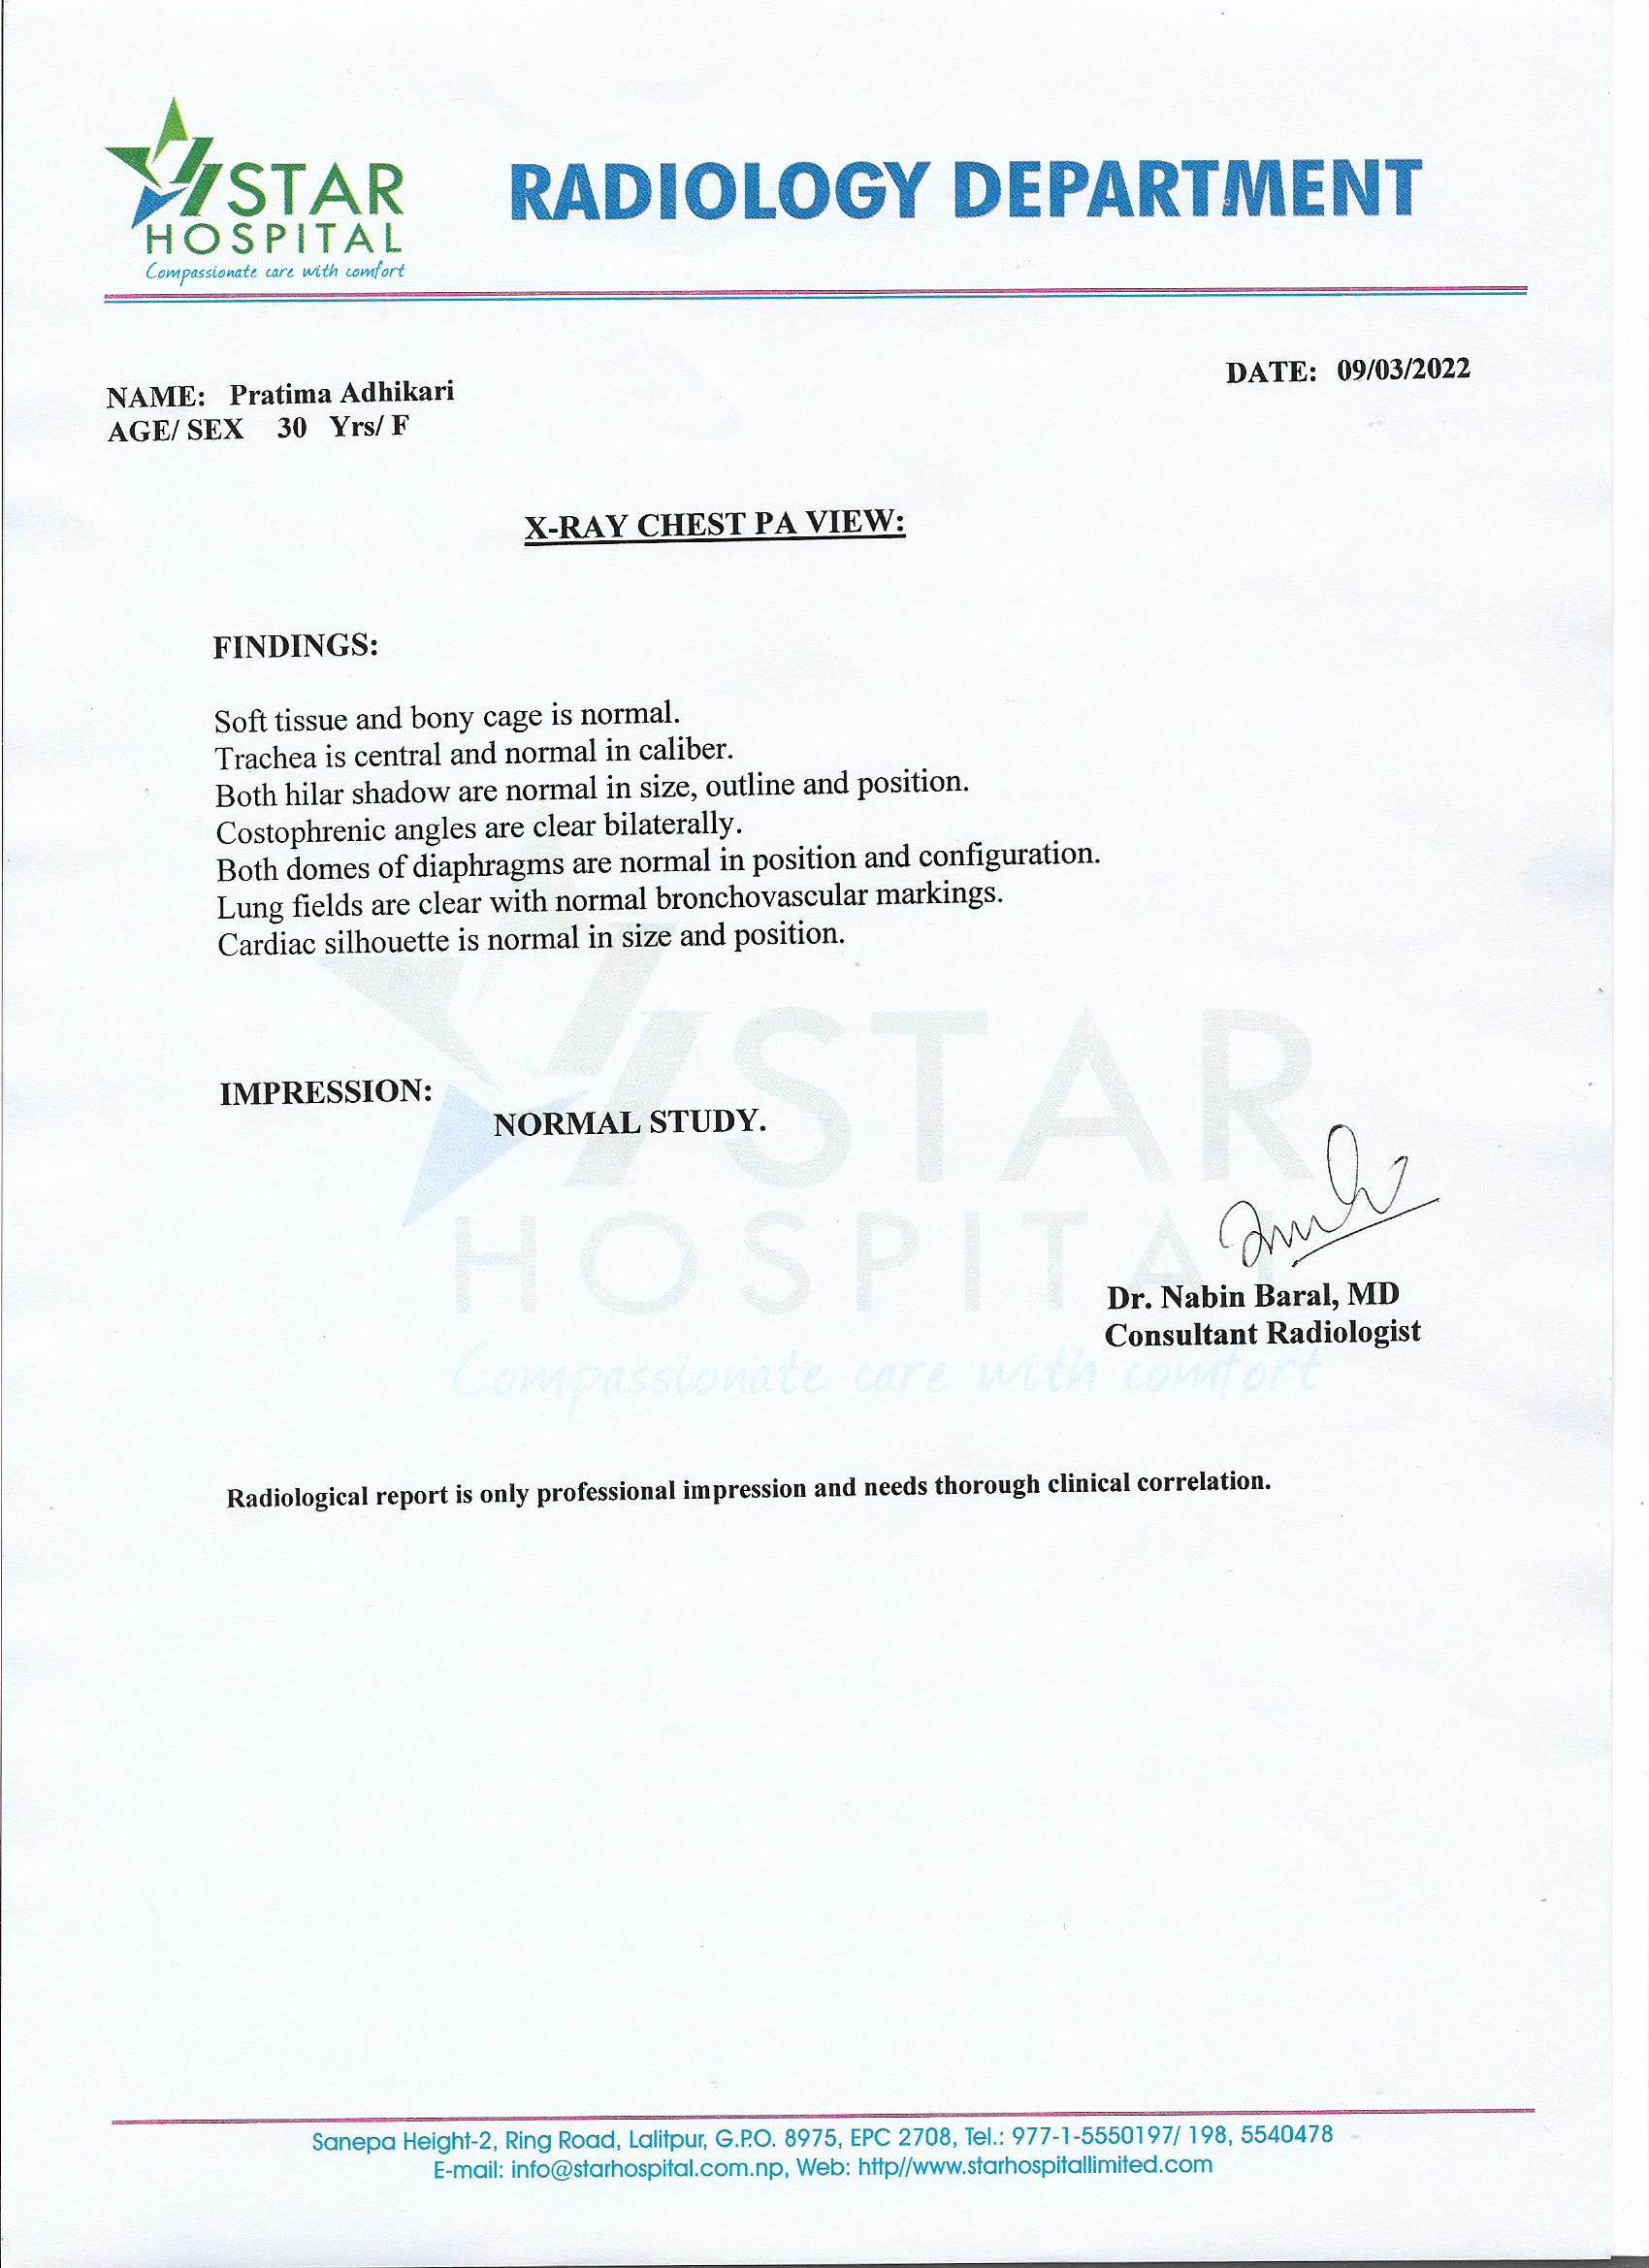 STAR
HOSPITAL
Compassionate care with comfort
RADIOLOGY DEPARTMENT
DATE: 09/03/2022
NAME: Pratima Adhikari
AGE/ SEX 30 Yrs/ F
X-RAY CHEST PA VIEW:
FINDINGS:
Soft tissue and bony cage is normal.
Trachea is central and normal in caliber.
Both hilar shadow are normal in size, outline and position.
Costophrenic angles are clear bilaterally.
Both domes of diaphragms are normal in position and configuration.
Lung fields are clear with normal bronchovascular markings.
Cardiac silhouette is normal in size and position.
IMPRESSION:
NORMAL STUDY.
STAR
HOSPITAL
Compassionate care with comfort
Dr. Nabin Baral, MD
Consultant Radiologist
Radiological report is only professional impression and needs thorough clinical correlation.
Sanepa Height-2, Ring Road, Lalitpur, G.P.O. 8975, EPC 2708, Tel.: 977-1-5550197/ 198, 5540478
E-mail: info@starhospital.com.np, Web: http//www.starhospitallimited.com